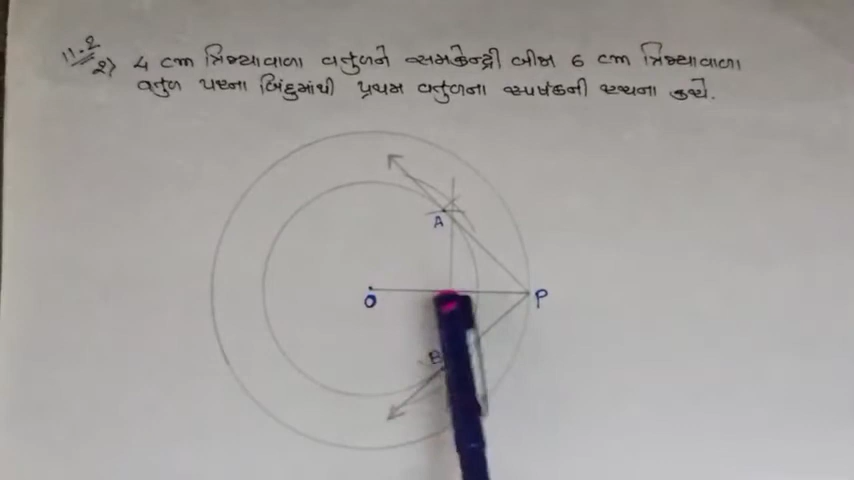 11.2
2) 4 cm ત્રિજ્યાવાળા વર્તુળને સમકેન્દ્રી બીજા 6 cm ત્રિજ્યાવાળા
વર્તુળ પરના બિંદુમાંથી પ્રથમ વર્તુળના સ્પર્શકની રચના કરો.
A
O
P
B